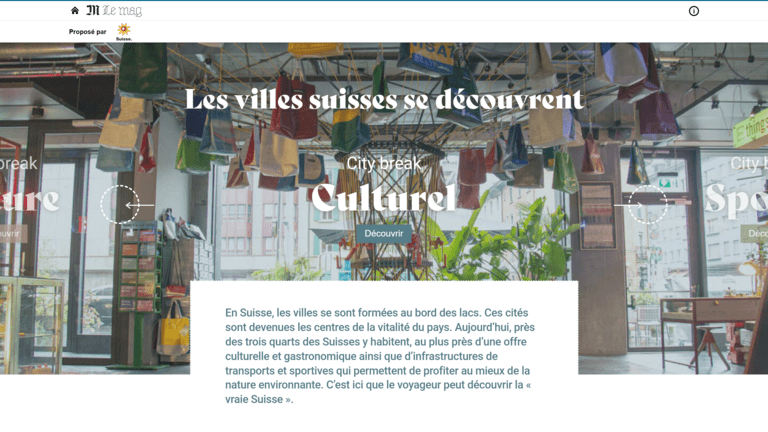 M Le mag
Proposé par
Suisse.
Les villes suisses se découvrent
City break
Culturel
Découvrir
break
ure
uvrir
City b
Spo
Déco
things
En Suisse, les villes se sont formées au bord des lacs. Ces cités
sont devenues les centres de la vitalité du pays. Aujourd’hui, près
des trois quarts des Suisses y habitent, au plus près d’une offre
culturelle et gastronomique ainsi que d’infrastructures de
transports et sportives qui permettent de profiter au mieux de la
nature environnante. C’est ici que le voyageur peut découvrir la «
vraie Suisse ».